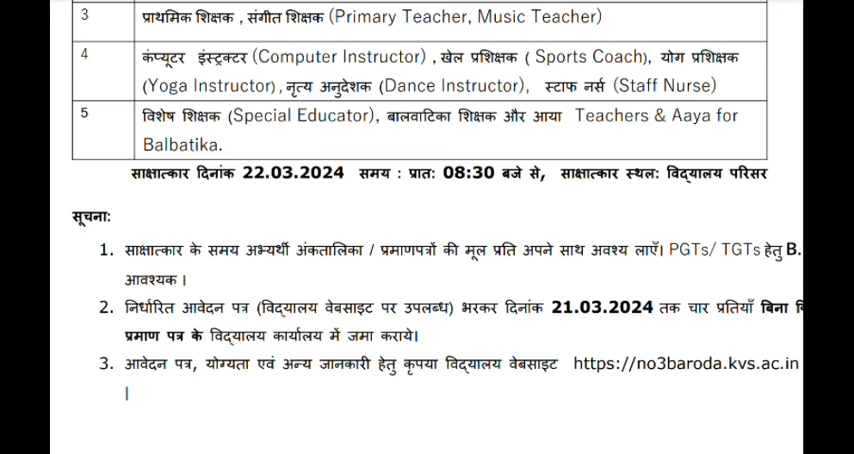 3 प्राथमिक शिक्षक , संगीत शिक्षक (Primary Teacher, Music Teacher)
4 कंप्यूटर इंस्ट्रक्टर (Computer Instructor) , खेल प्रशिक्षक ( Sports Coach), योग प्रशिक्षक
(Yoga Instructor) , नृत्य अनुदेशक (Dance Instructor), स्टाफ नर्स (Staff Nurse)
5 विशेष शिक्षक (Special Educator), बालवाटिका शिक्षक और आया Teachers & Aaya for
Balbatika.
साक्षात्कार दिनांक 22.03.2024 समय : प्रात: 08:30 बजे से, साक्षात्कार स्थल: विद्यालय परिसर
सूचना:
1. साक्षात्कार के समय अभ्यर्थी अंकतालिका / प्रमाणपत्रों की मूल प्रति अपने साथ अवश्य लाएँ। PGTs/ TGTs हेतु B.
आवश्यक ।
2. निर्धारित आवेदन पत्र (विद्यालय वेबसाइट पर उपलब्ध) भरकर दिनांक 21.03.2024 तक चार प्रतियाँ बिना
प्रमाण पत्र के विद्यालय कार्यालय में जमा कराये।
3. आवेदन पत्र, योग्यता एवं अन्य जानकारी हेतु कृपया विद्यालय वेबसाइट https://no3baroda.kvs.ac.in
|